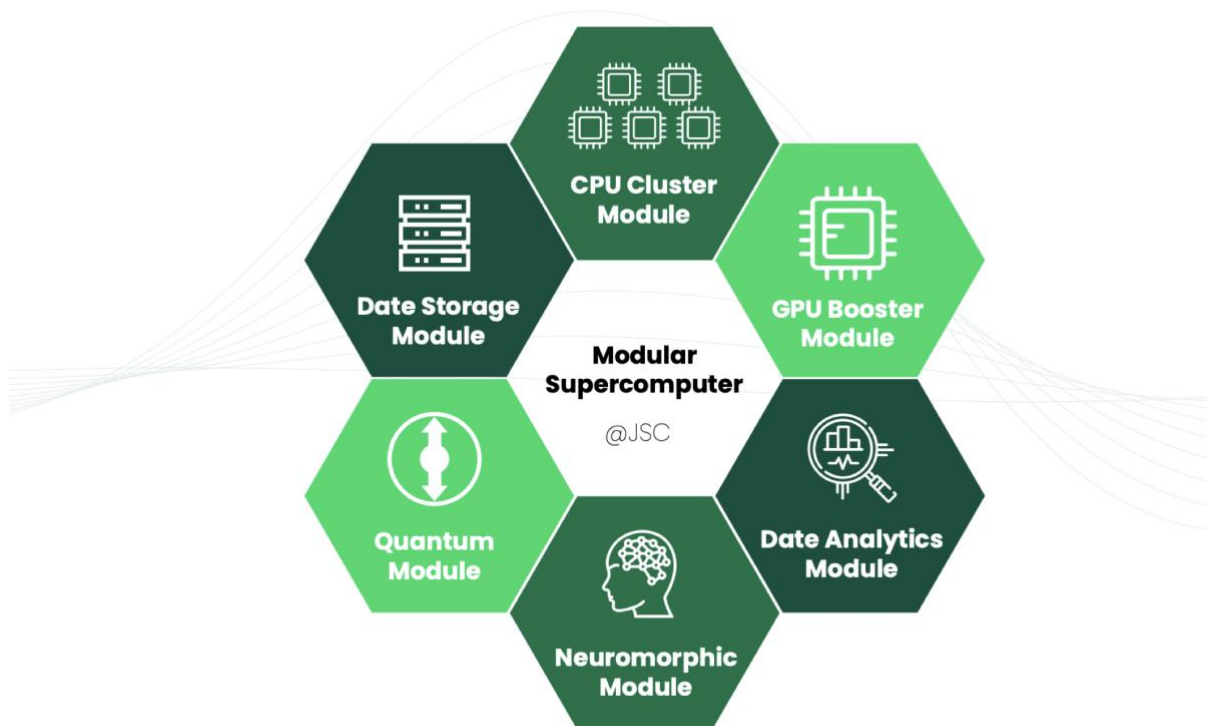 CPU Cluster
Module
GPU Booster
Module
Date Storage
Module
Modular
Supercomputer
@JSC
Date Analytics
Module
Quantum
Module
Neuromorphic
Module